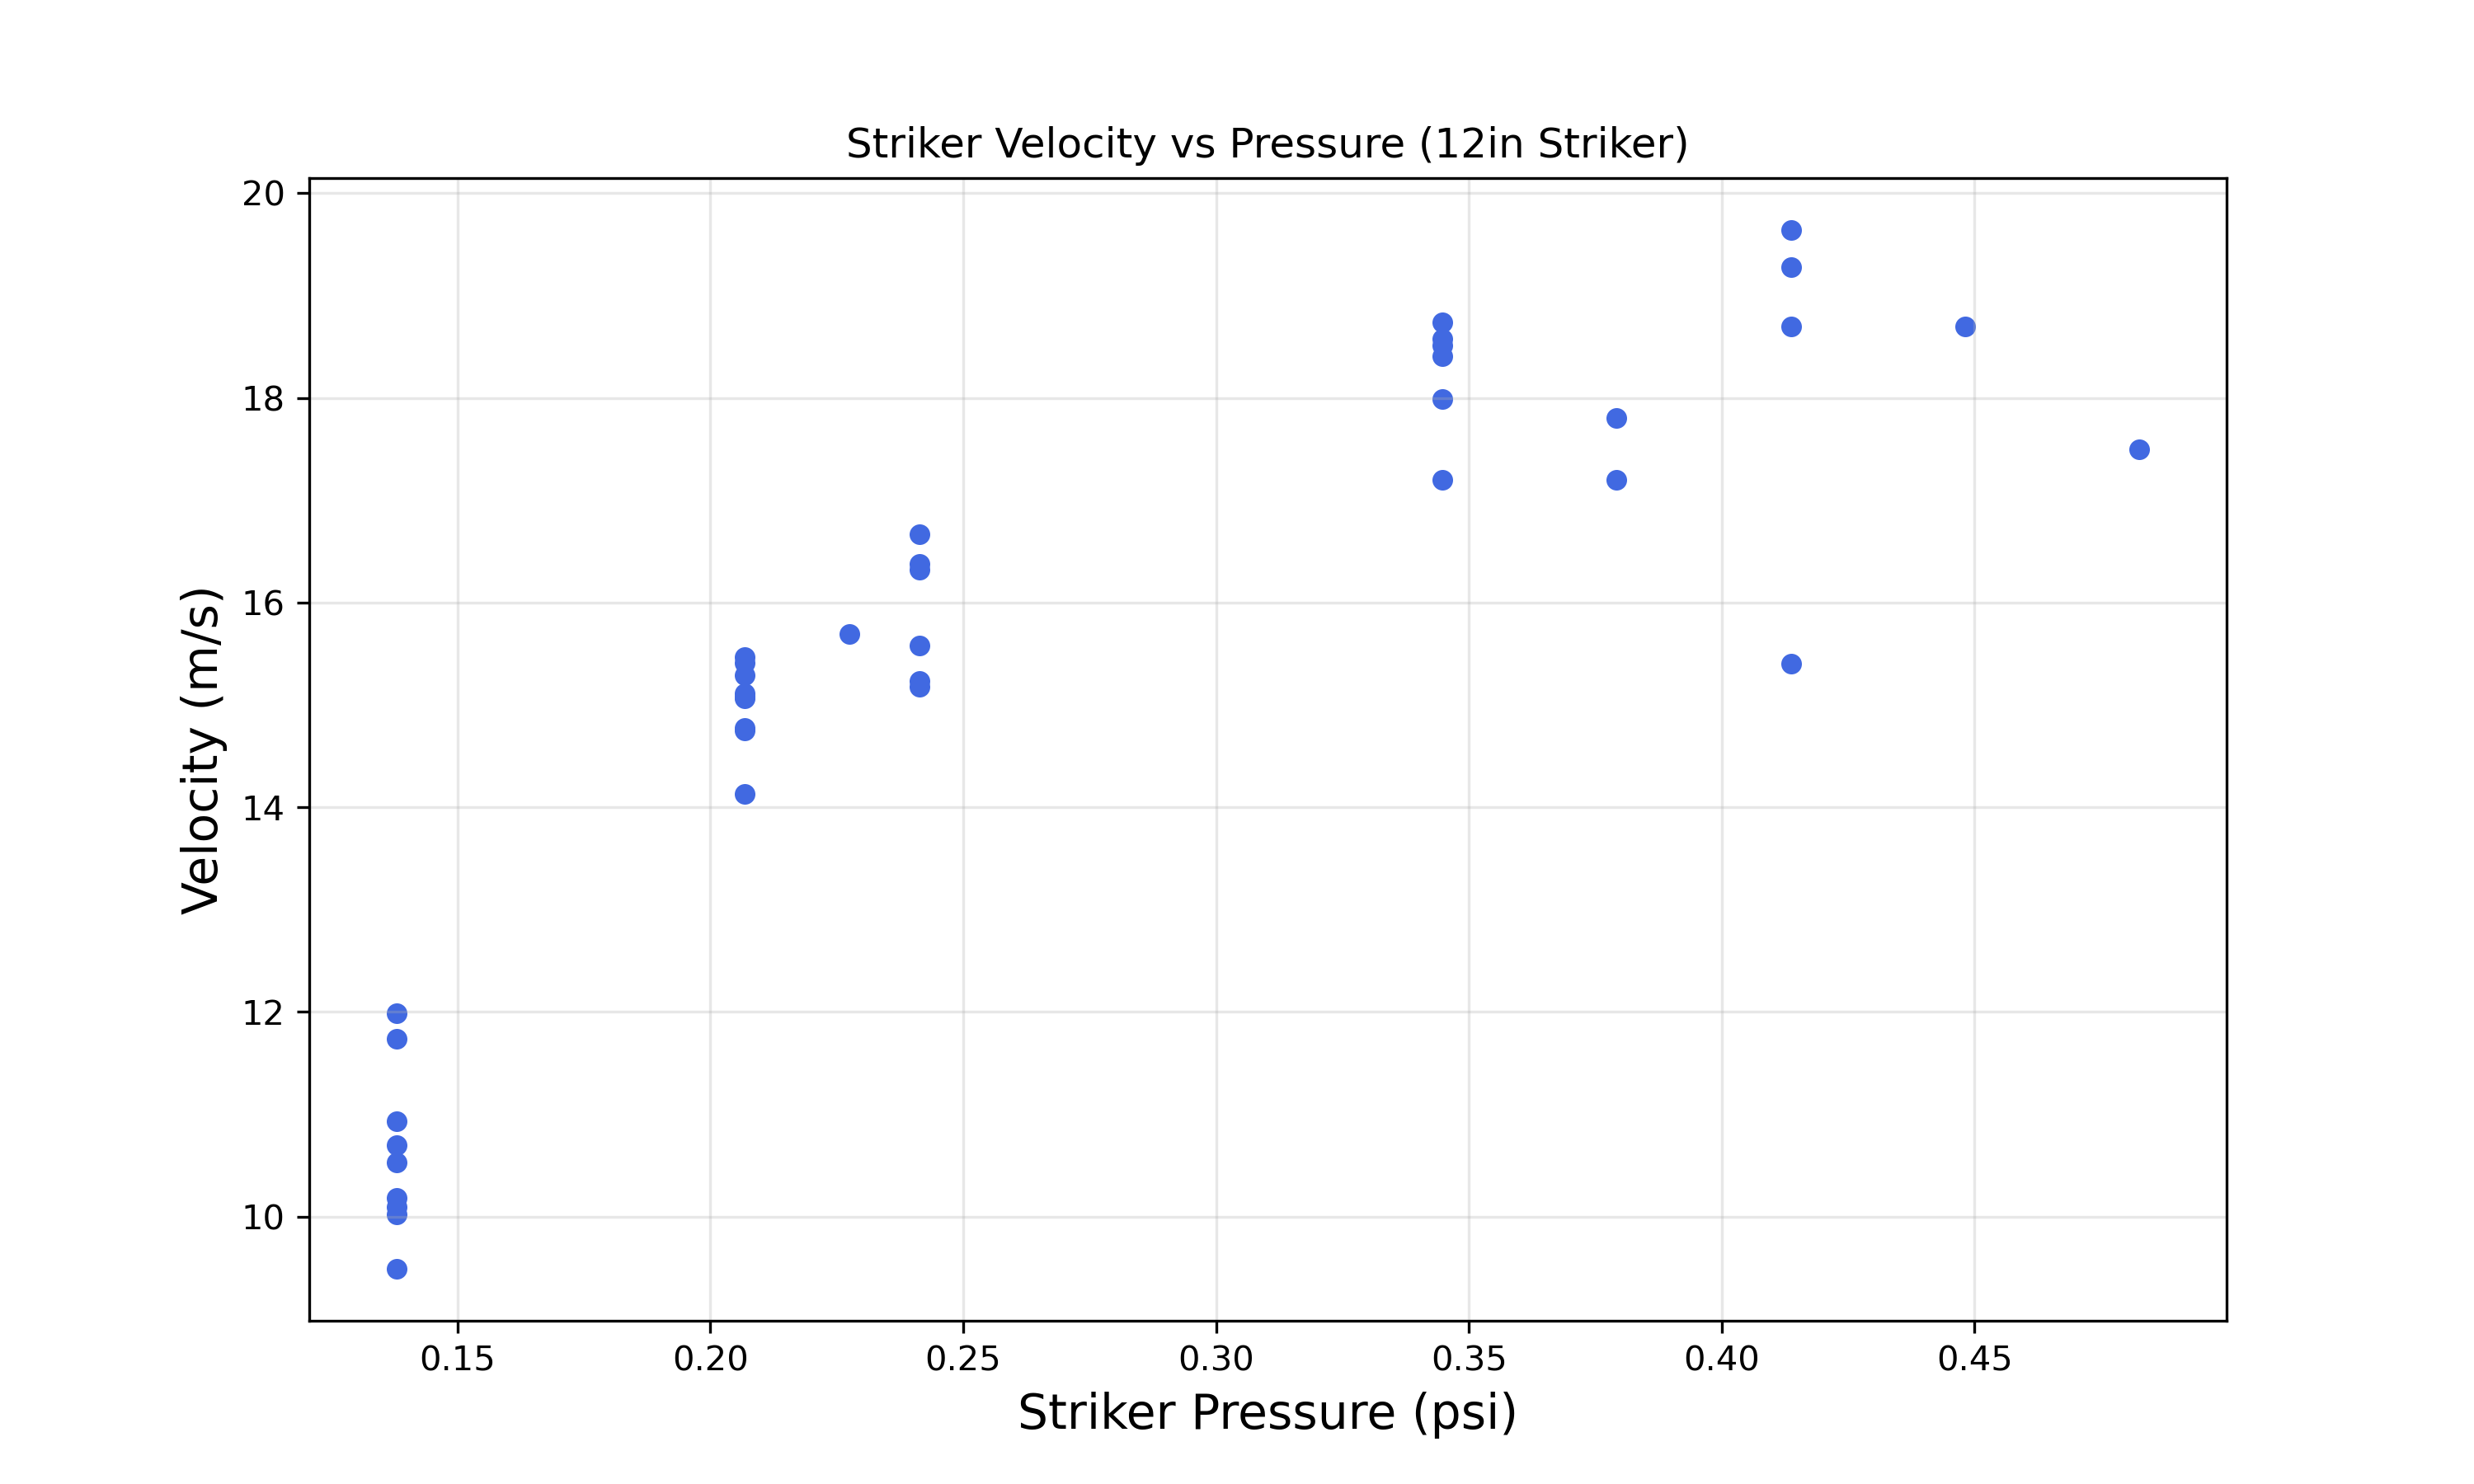 Striker Velocity vs Pressure (12in Striker)
20
18
16
14
12
10
Velocity (m/s)
0.15 0.20 0.25 0.30 0.35 0.40 0.45
Striker Pressure (psi)